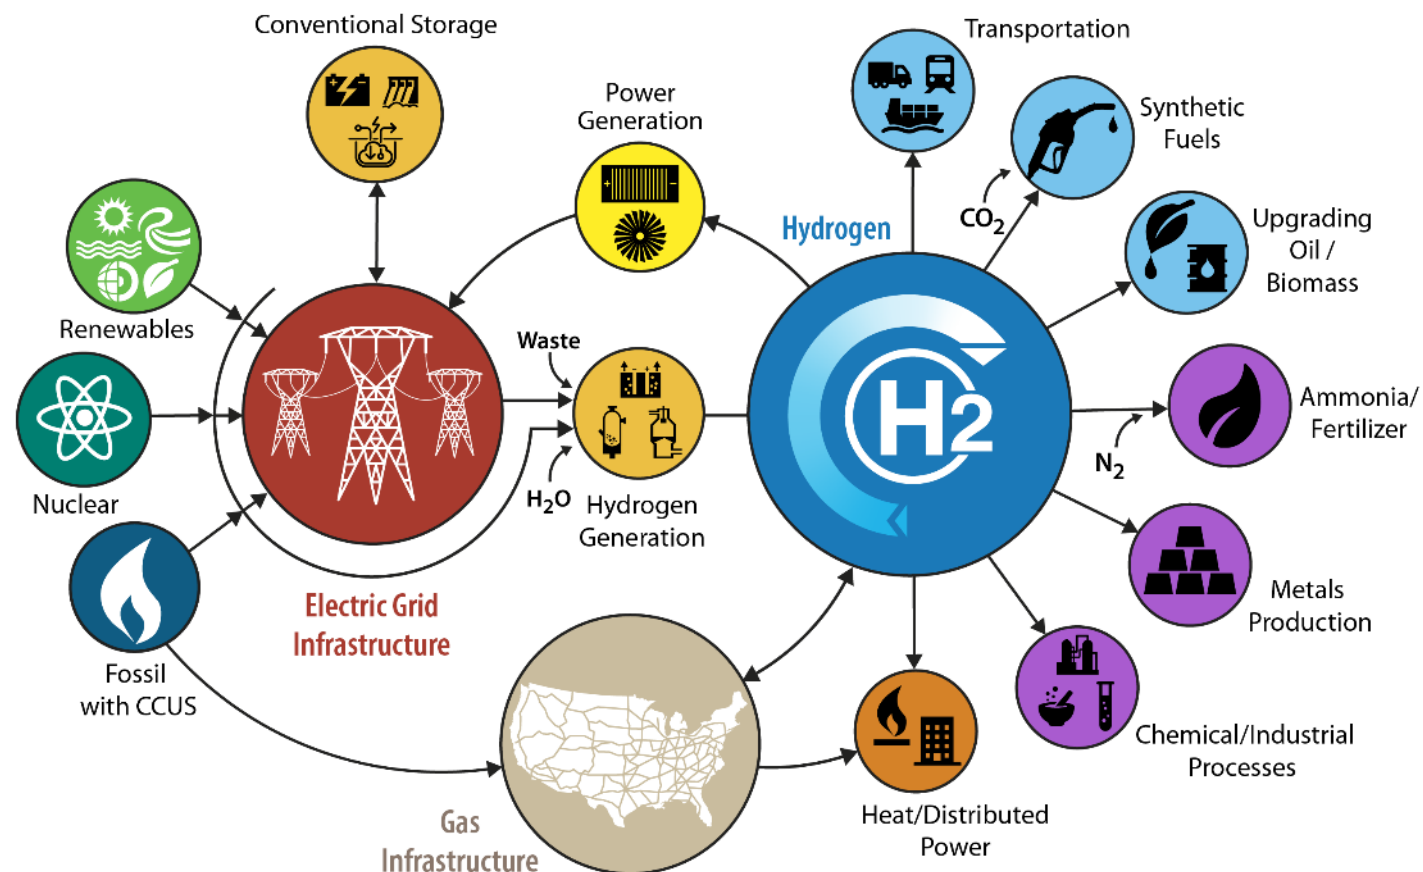 Conventional Storage
Transportation
Power
Generation
Synthetic
Fuels
CO2
Hydrogen
Upgrading
Oil /
Biomass
Renewables
Waste
H2
Ammonia/
Fertilizer
N2
Nuclear
H2O
Hydrogen
Generation
Electric Grid
Infrastructure
Metals
Production
Fossil
with CCUS
Chemical/Industrial
Processes
Heat/Distributed
Power
Gas
Infrastructure